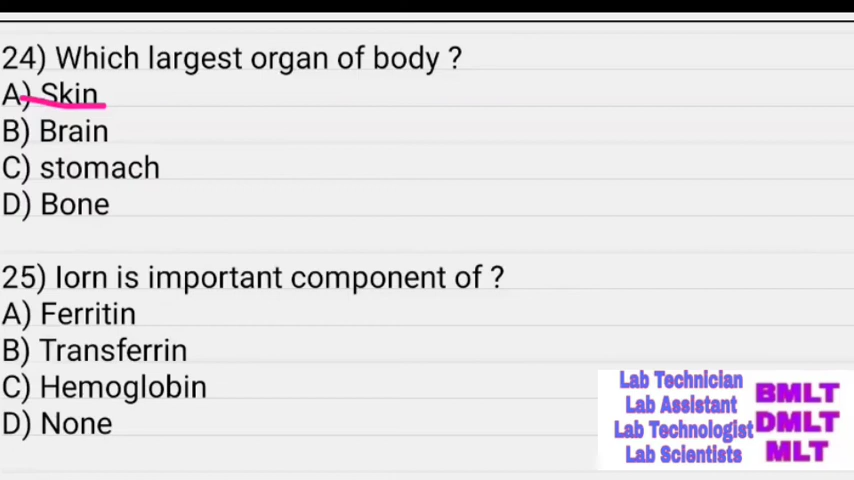 24) Which largest organ of body ?
A) Skin
B) Brain
C) stomach
D) Bone
25) Iorn is important component of ?
A) Ferritin
B) Transferrin
C) Hemoglobin
D) None
Lab Technician
Lab Assistant
Lab Technologist
Lab Scientists
BMLT
DMLT
MLT